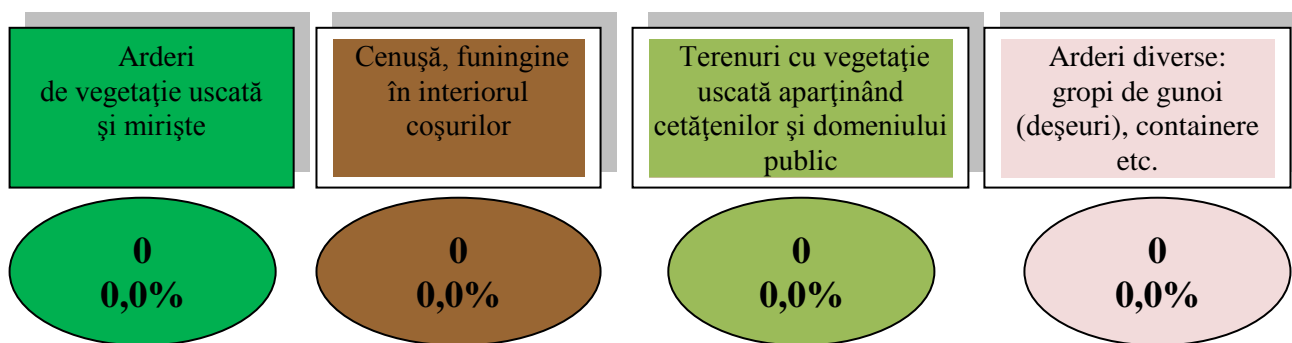 Arderi
de vegetaţie uscată
şi mirişte
Cenuşă, funingine
în interiorul
coşurilor
Terenuri cu vegetaţie
uscată aparţinând
cetăţenilor şi domeniului
public
Arderi diverse:
gropi de gunoi
(deşeuri), containere
etc.
0
0,0%
0
0,0%
0
0,0%
0
0,0%